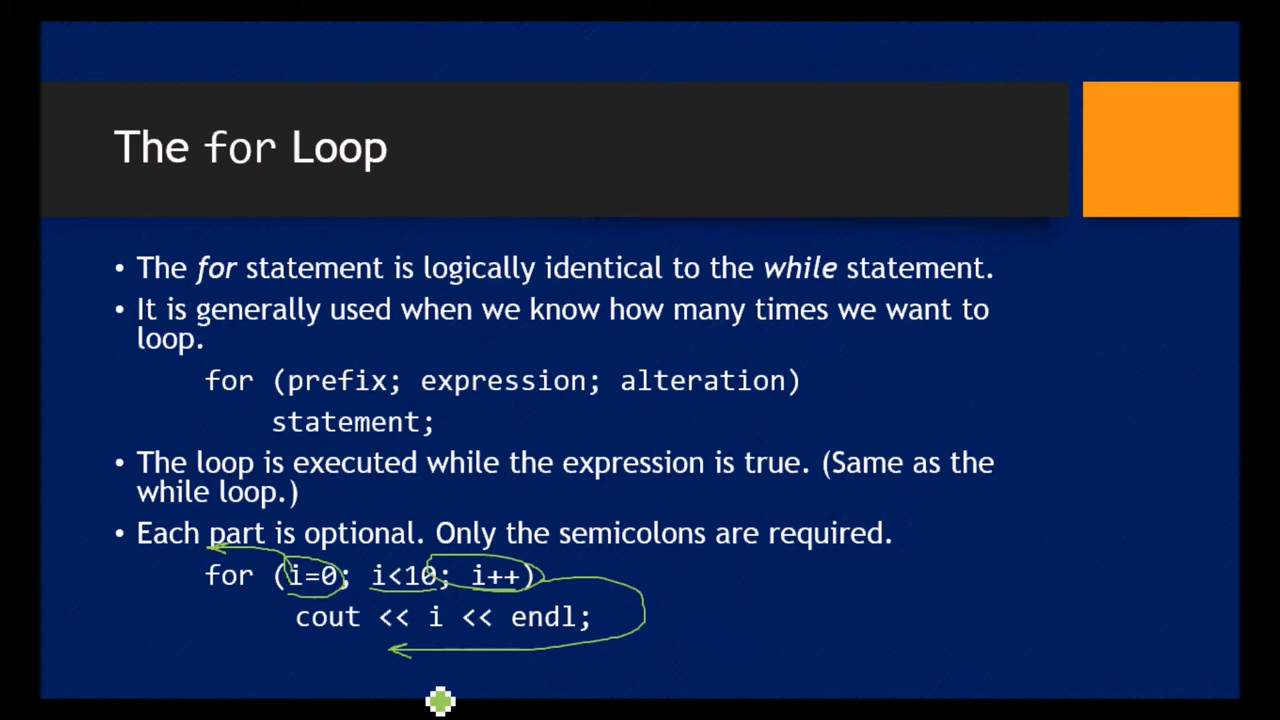 The for Loop
• The for statement is logically identical to the while statement.
• It is generally used when we know how many times we want to
loop.
for (prefix; expression; alteration)
statement;
• The loop is executed while the expression is true. (Same as the
while loop.)
• Each part is optional. Only the semicolons are required.
for (i=0; i<10; i++)
cout << i << endl;